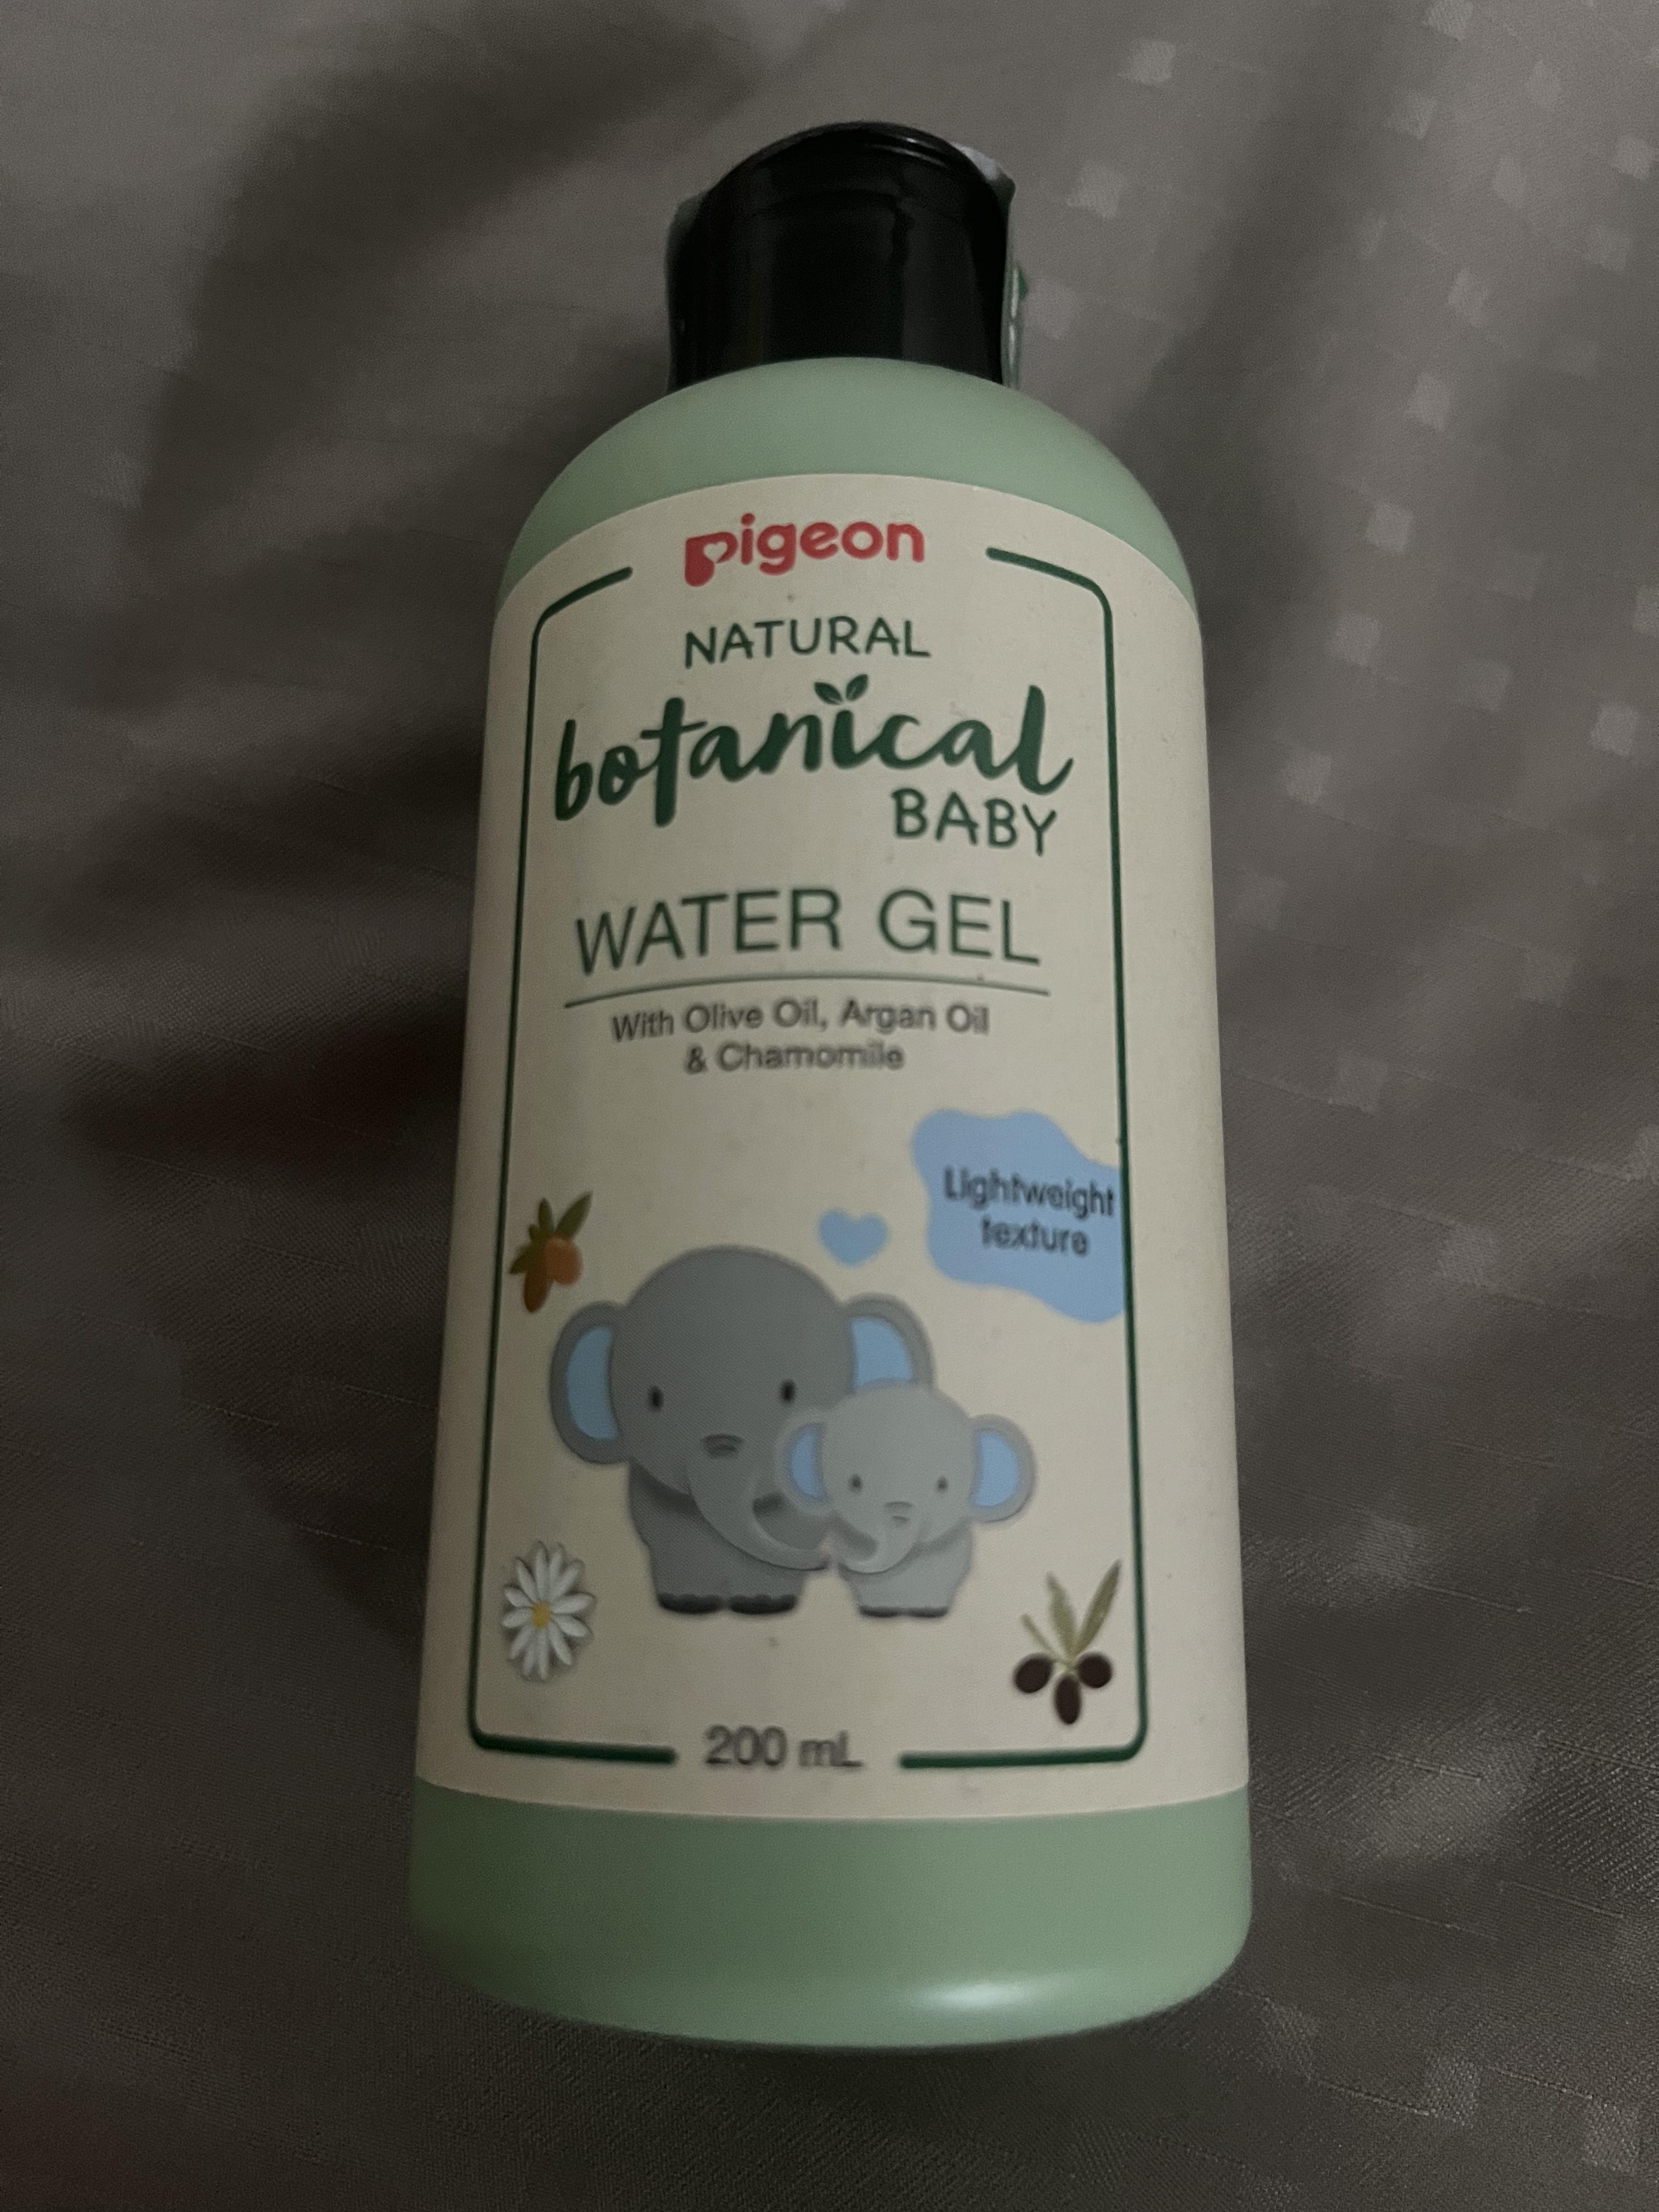 pigeon
NATURAL
botanical
BABY
WATER GEL
With Olive Oil, Argan Oil
& Chamomile
Lightweight
texture
200 mL